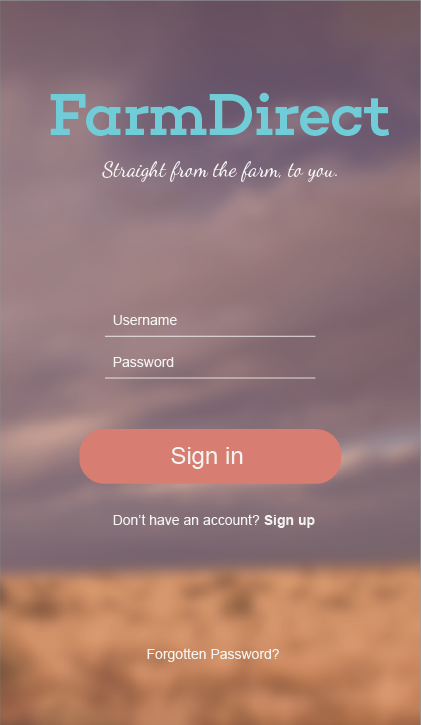 FarmDirect
Straight from the farm, to you.
Username
Password
Sign in
Don't have an account? Sign up
Forgotten Password?